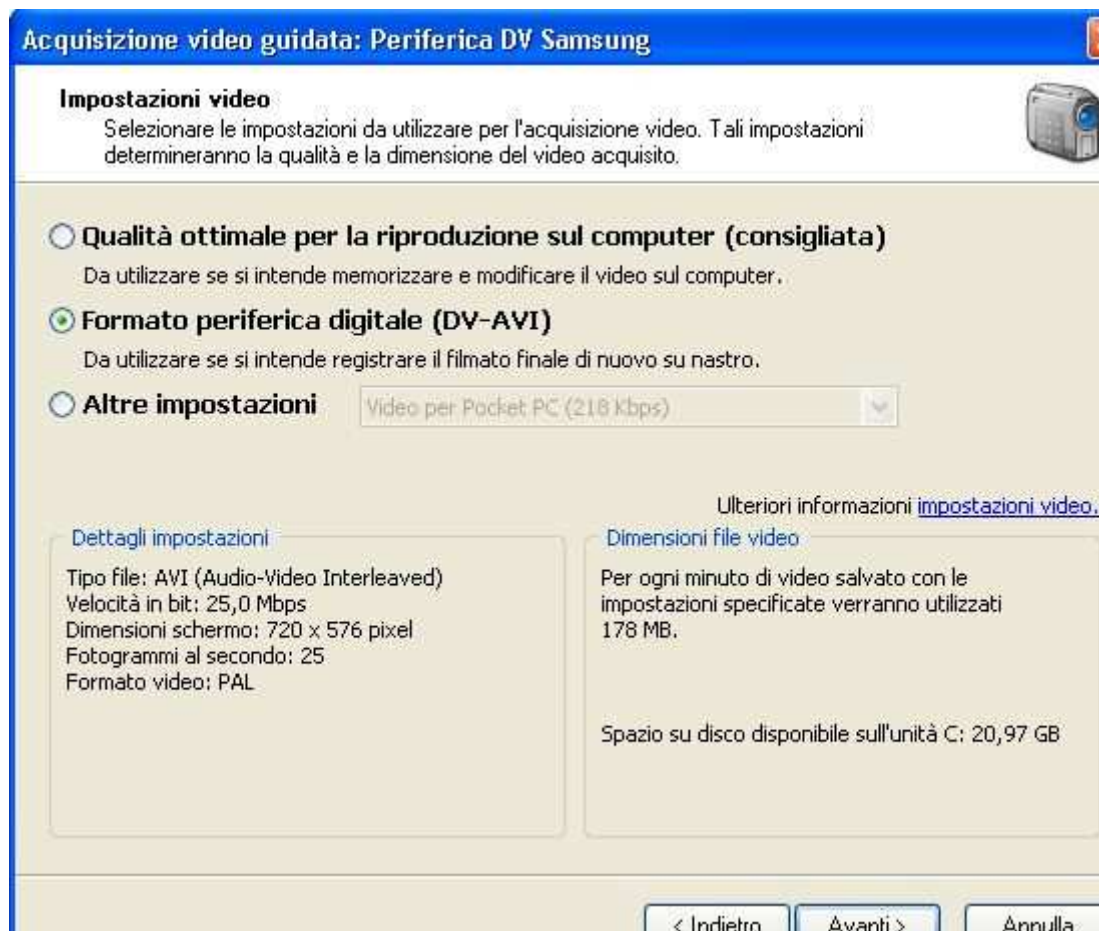 Acquisizione video guidata: Periferica DV Samsung
Impostazioni video
Selezionare le impostazioni da utilizzare per l'acquisizione video. Tali impostazioni
determineranno la qualità e la dimensione del video acquisito.
Qualità ottimale per la riproduzione sul computer (consigliata)
Da utilizzare se si intende memorizzare e modificare il video sul computer.
Formato periferica digitale (DV-AVI)
Da utilizzare se si intende registrare il filmato finale di nuovo su nastro.
Altre impostazioni Video per Pocket PC (218 Kbps)
Ulteriori informazioni impostazioni video.
Dettagli impostazioni
Tipo file: AVI (Audio-Video Interleaved)
Velocità in bit: 25,0 Mbps
Dimensioni schermo: 720 x 576 pixel
Fotogrammi al secondo: 25
Formato video: PAL
Dimensioni file video
Per ogni minuto di video salvato con le
impostazioni specificate verranno utilizzati
178 MB.
Spazio su disco disponibile sull'unità C: 20,97 GB
< Indietro Avanti > Annulla